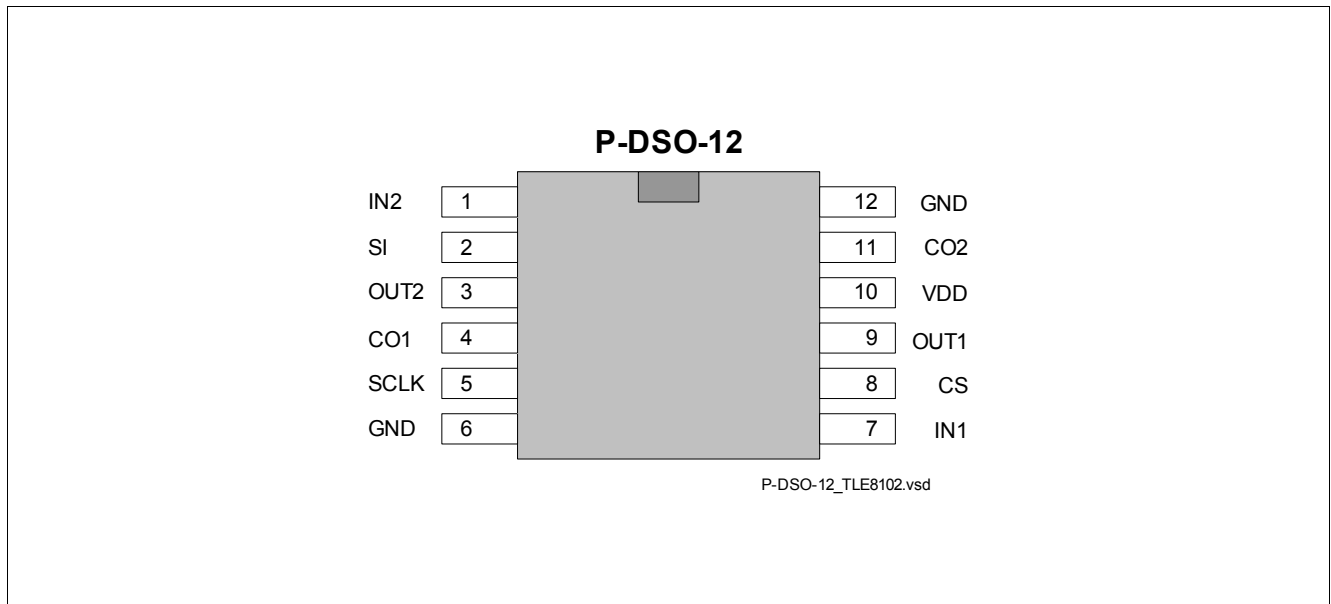 P-DSO-12
IN2 1 12 GND
SI 2 11 CO2
OUT2 3 10 VDD
CO1 4 9 OUT1
SCLK 5 8 CS
GND 6 7 IN1
P-DSO-12_TLE8102.vsd